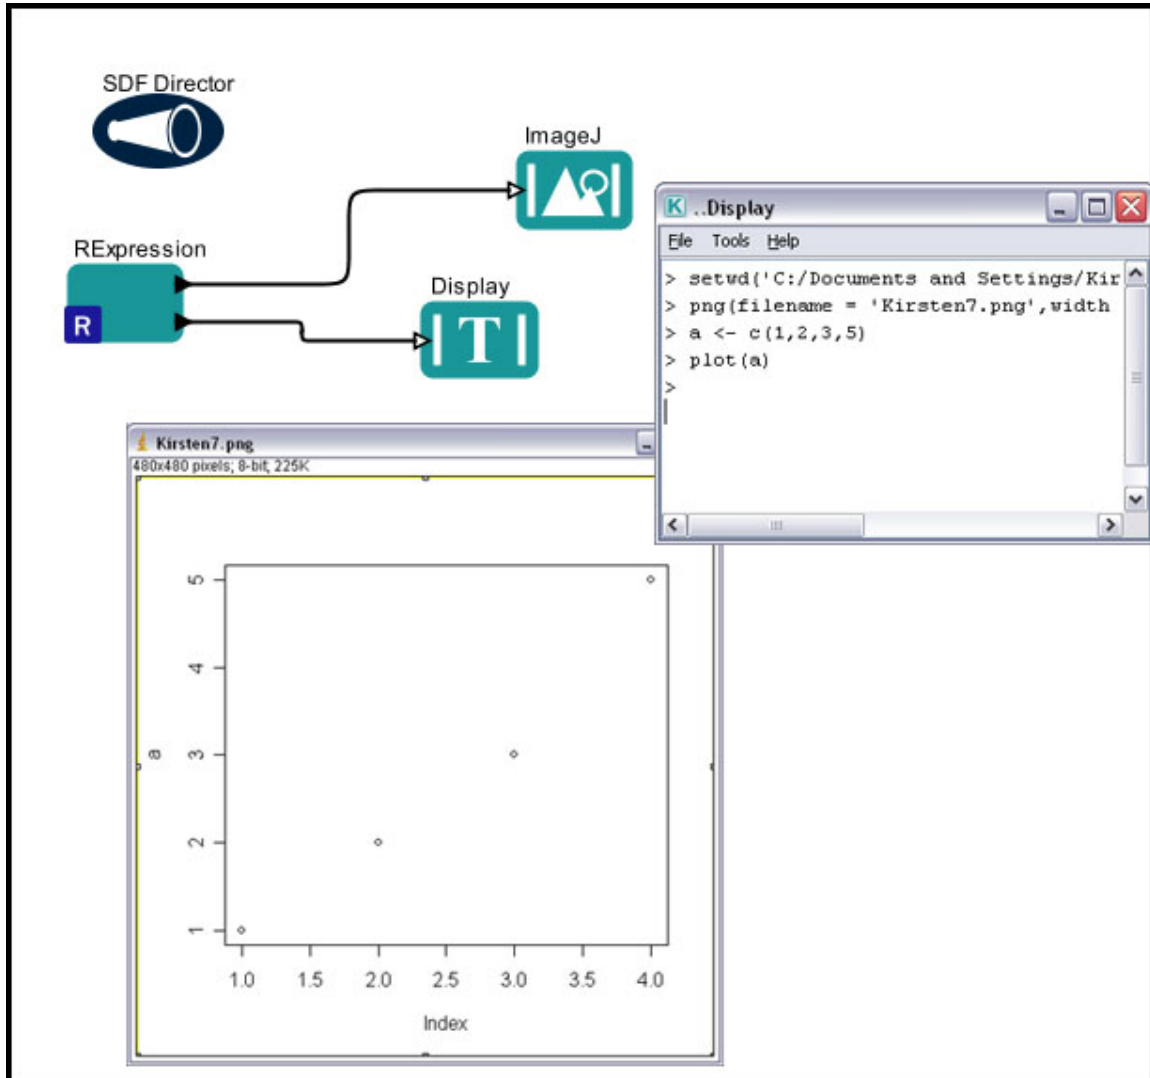 SDF Director
ImageJ
RExpression
R
Display
T
K ..Display
File Tools Help
> setwd('C:/Documents and Settings/Kir
> png(filename = 'Kirsten7.png',width
> a <- c(1,2,3,5)
> plot(a)
>
Kirsten7.png
480x480 pixels; 8-bit; 225K
5
4
3
2
1
a
1.0 1.5 2.0 2.5 3.0 3.5 4.0
Index